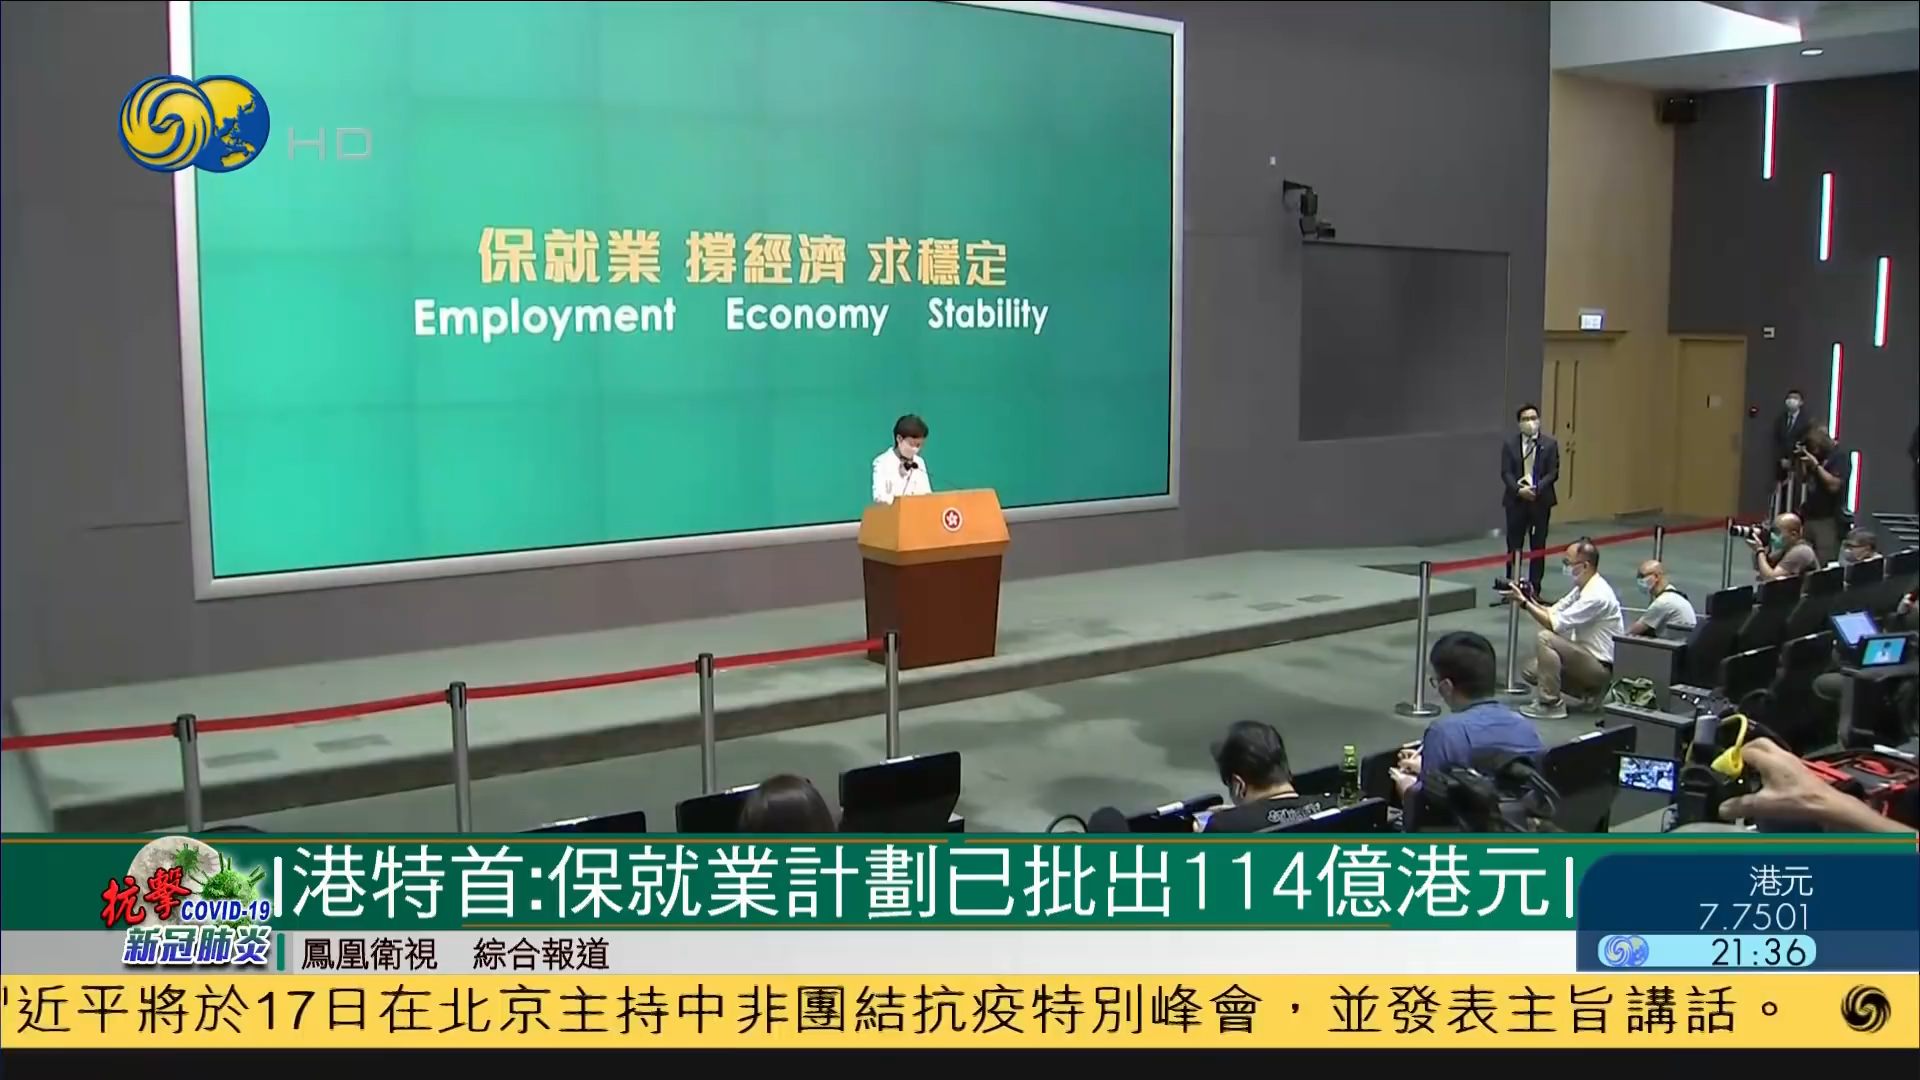 HD
保就業 撐經濟 求穩定
Employment Economy Stability
港特首:保就業計劃已批出114億港元
抗擊
COVID-19
新冠肺炎
鳳凰衛視 綜合報道
港元
7.7501
21:36
近平將於17日在北京主持中非團結抗疫特別峰會，並發表主旨講話。